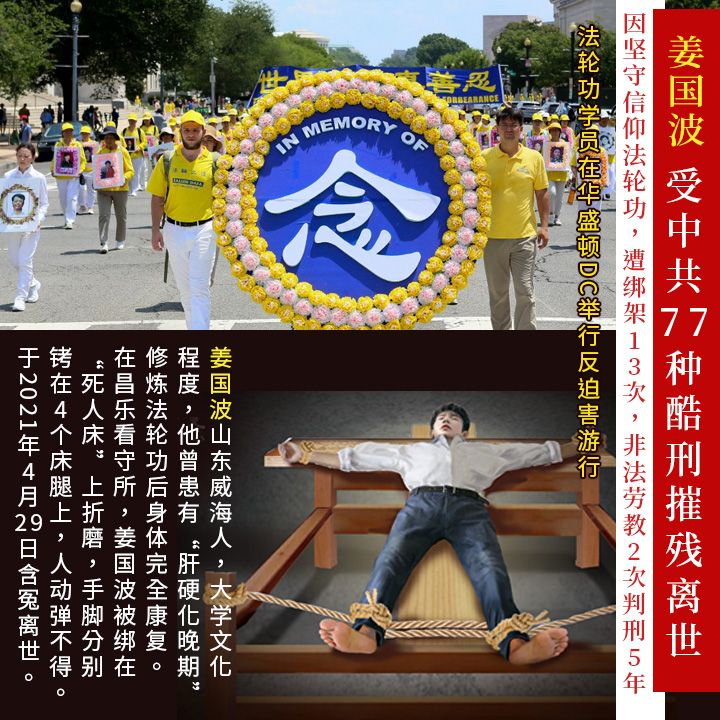 姜国波 受中共77种酷刑摧残离世
因坚守信仰法轮功，遭绑架13次，非法劳教2次判刑5年
法轮功学员在华盛顿DC举行反迫害游行
IN MEMORY OF
念
姜国波山东威海人，大学文化
程度，他曾患有“肝硬化晚期”
修炼法轮功后身体完全康复。
在昌乐看守所，姜国波被绑在
“死人床”上折磨，手脚分别
铐在4个床腿上，人动弹不得。
于2021年4月29日含冤离世。